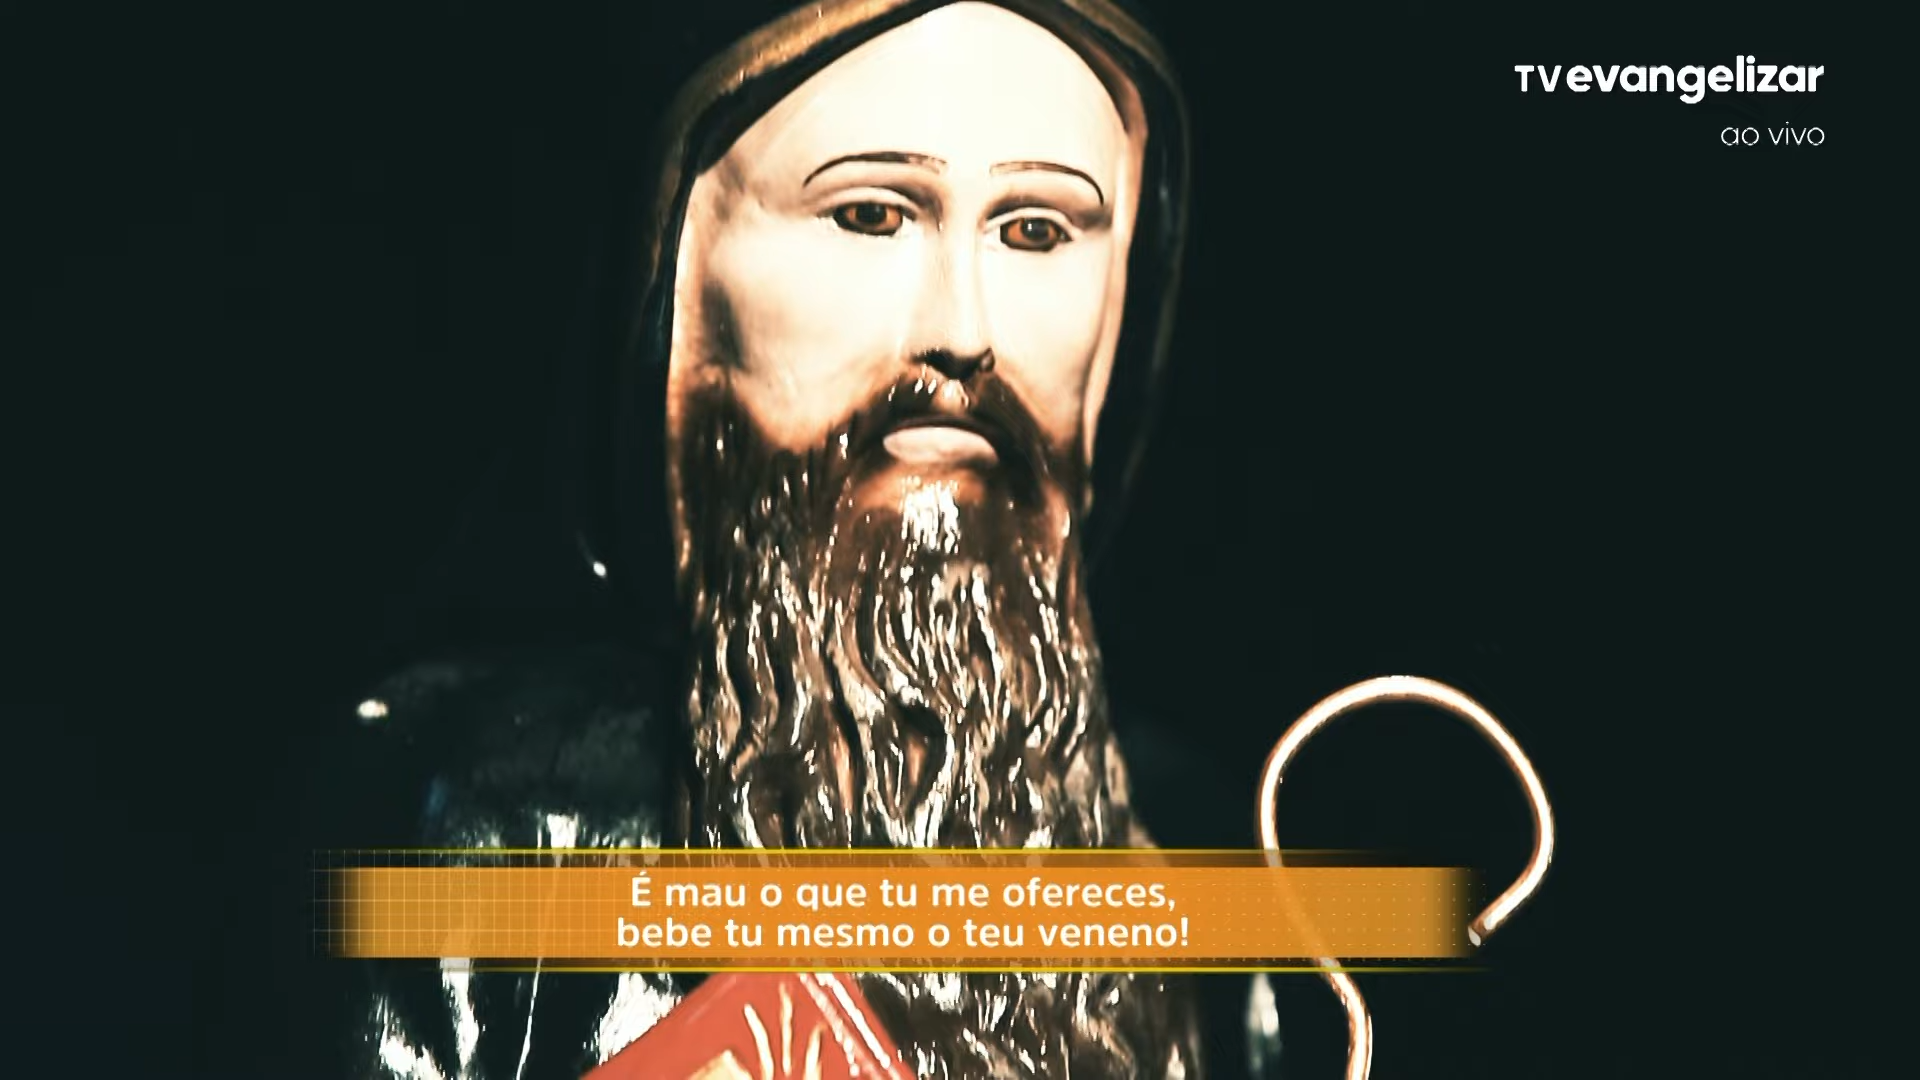 TVevangelizar
ao vivo
É mau o que tu me ofereces,
bebe tu mesmo o teu veneno!